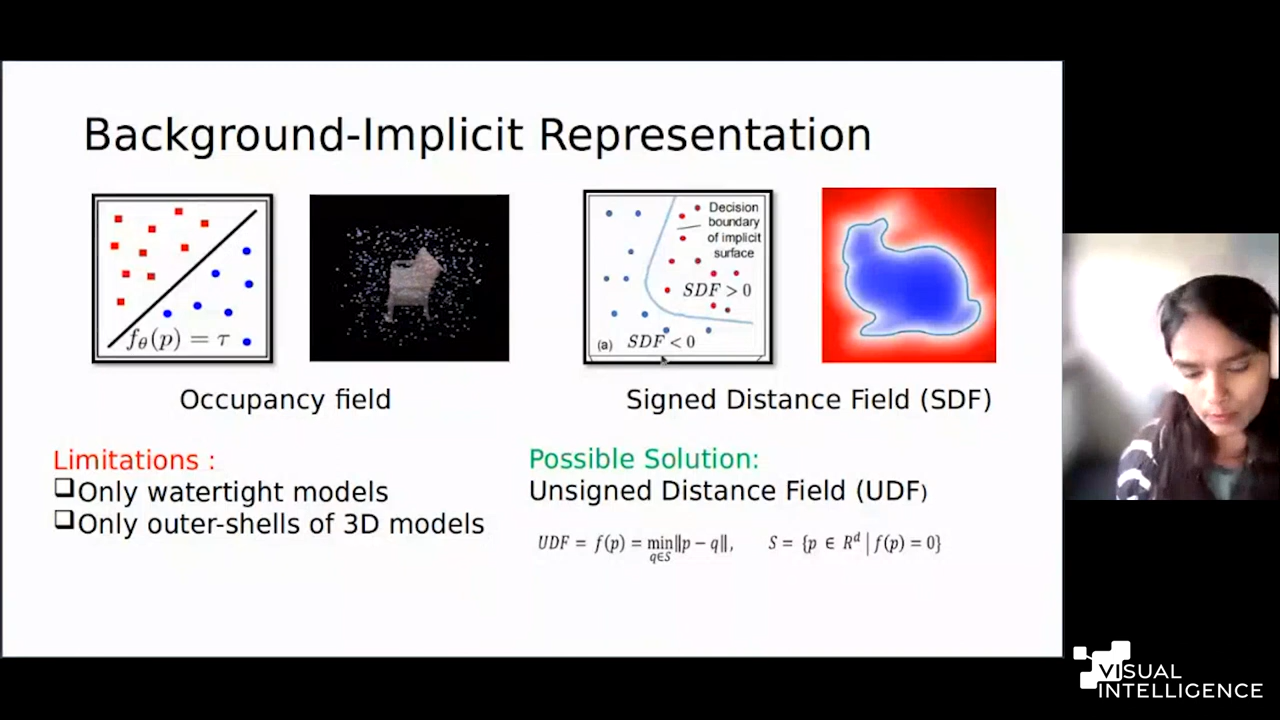 Background-Implicit Representation
fθ(p) = τ
Decision
boundary
of implicit
surface
SDF > 0
(a) SDF < 0
Occupancy field
Signed Distance Field (SDF)
Limitations :
❑Only watertight models
❑Only outer-shells of 3D models
Possible Solution:
Unsigned Distance Field (UDF)
UDF = f(p) = min‖p − q‖, S = {p ∈ R^d | f(p) = 0}
q∈S
VISUAL
INTELLIGENCE